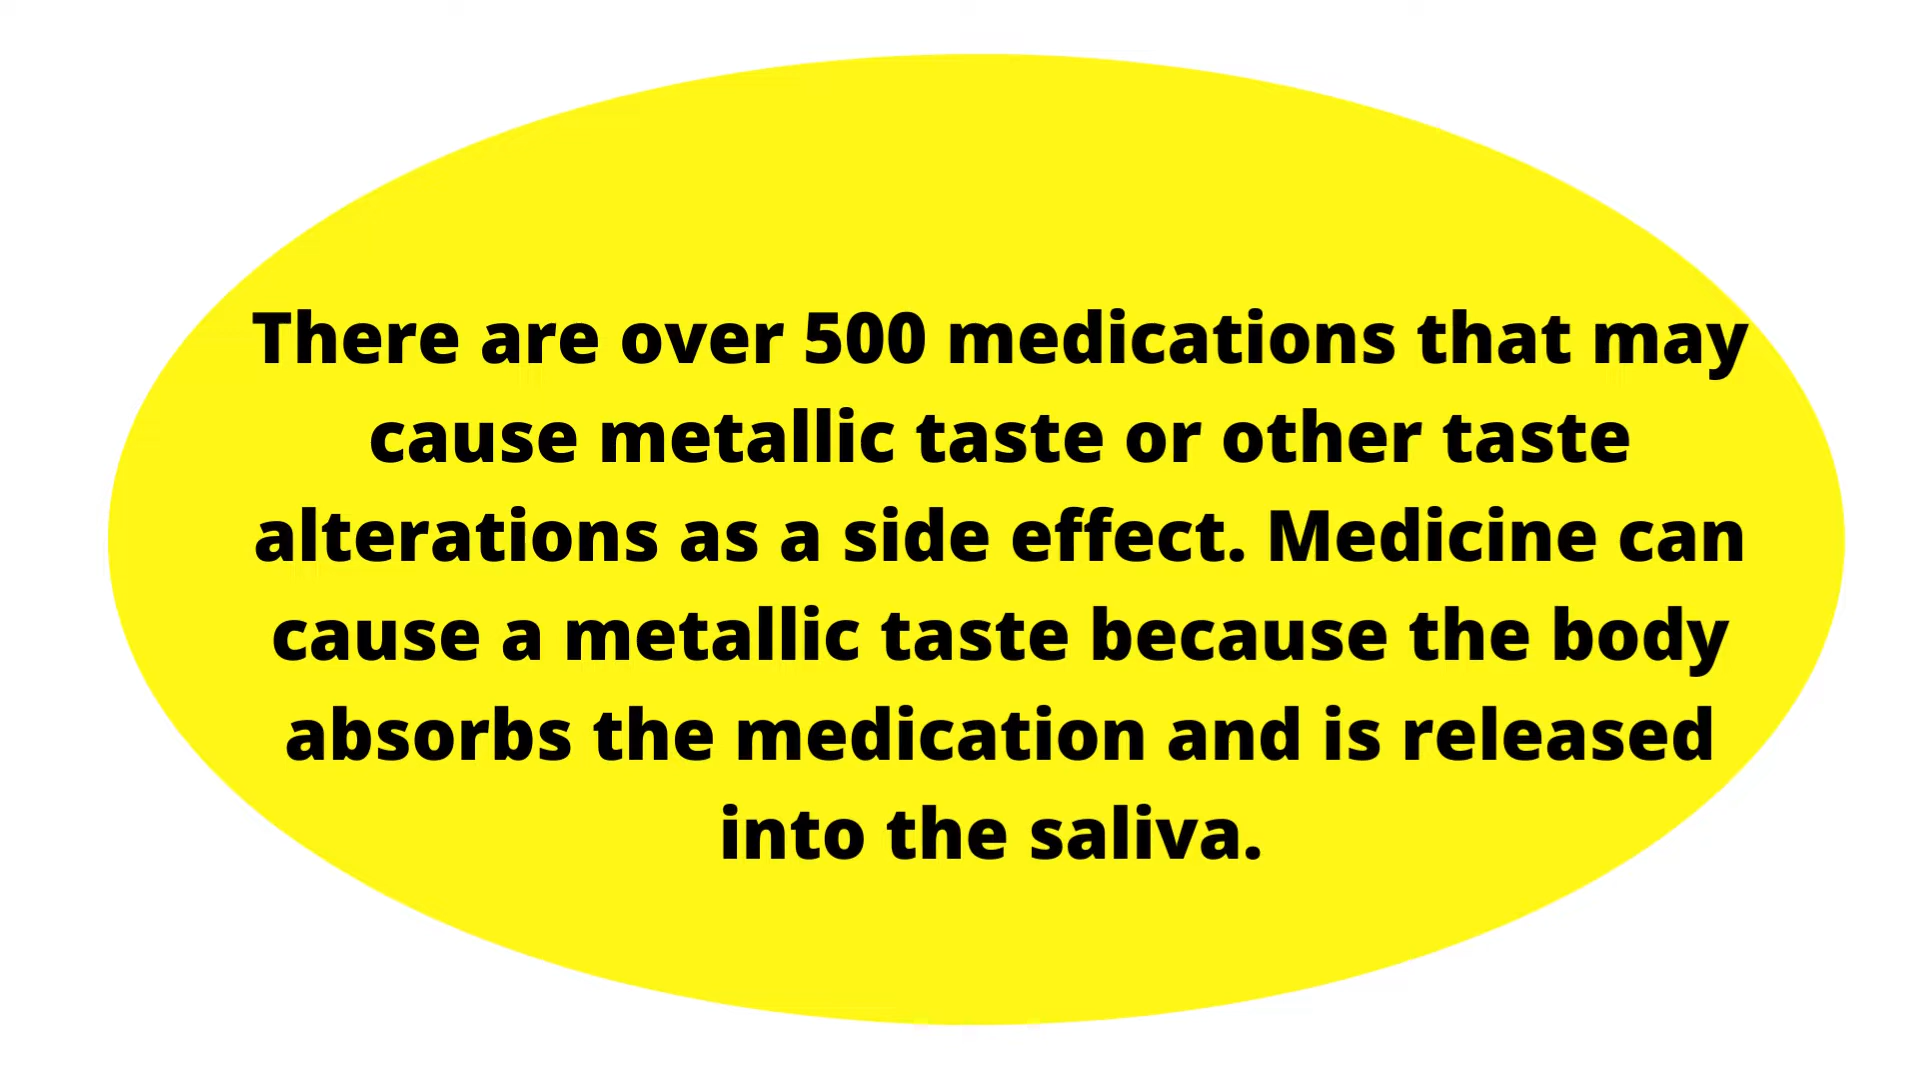 There are over 500 medications that may
cause metallic taste or other taste
alterations as a side effect. Medicine can
cause a metallic taste because the body
absorbs the medication and is released
into the saliva.